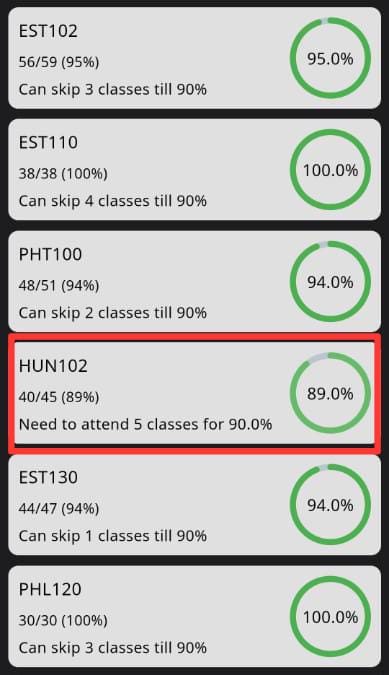 EST102
56/59 (95%)
Can skip 3 classes till 90%
95.0%
EST110
38/38 (100%)
Can skip 4 classes till 90%
100.0%
PHT100
48/51 (94%)
Can skip 2 classes till 90%
94.0%
HUN102
40/45 (89%)
Need to attend 5 classes for 90.0%
89.0%
EST130
44/47 (94%)
Can skip 1 classes till 90%
94.0%
PHL120
30/30 (100%)
Can skip 3 classes till 90%
100.0%